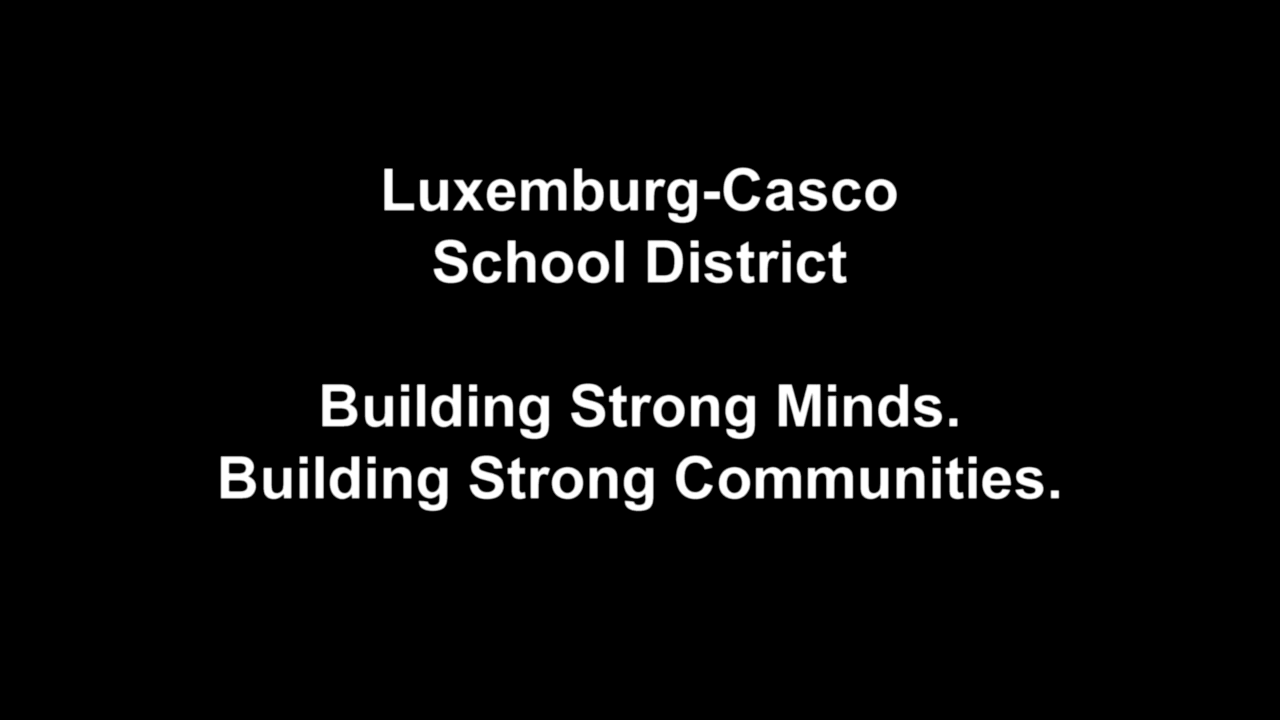 Luxemburg-Casco
School District
Building Strong Minds.
Building Strong Communities.